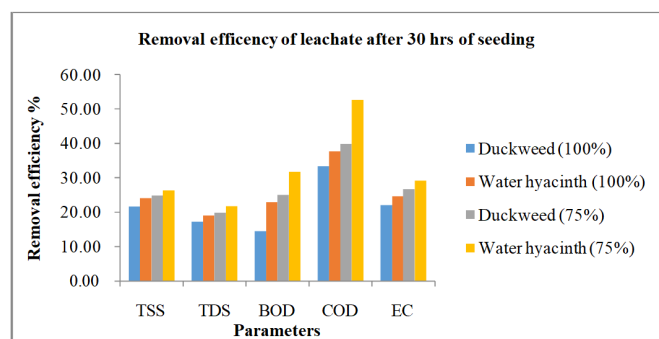 Removal efficency of leachate after 30 hrs of seeding
Removal efficiency %
60.00
50.00
40.00
30.00
20.00
10.00
0.00
TSS TDS BOD COD EC
Parameters
Duckweed (100%)
Water hyacinth (100%)
Duckweed (75%)
Water hyacinth (75%)